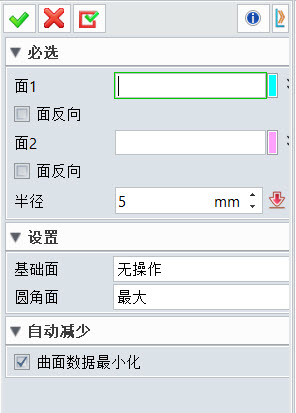 必选
面1
面反向
面2
面反向
半径 5 mm
设置
基础面 无操作
圆角面 最大
自动减少
曲面数据最小化